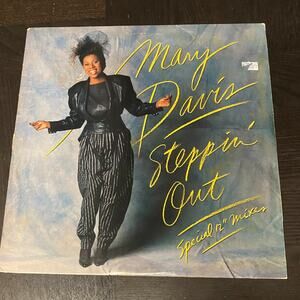 Mary
Davis
Steppin'
Out
Special 12" mixes